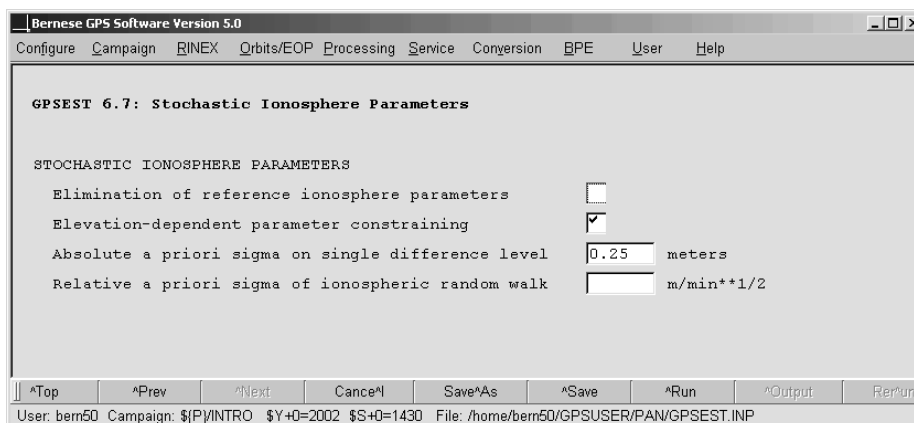 Bernese GPS Software Version 5.0
Configure Campaign RINEX Orbits/EOP Processing Service Conversion BPE User Help
GPSEST 6.7: Stochastic Ionosphere Parameters
STOCHASTIC IONOSPHERE PARAMETERS
Elimination of reference ionosphere parameters
Elevation-dependent parameter constraining
Absolute a priori sigma on single difference level 0.25 meters
Relative a priori sigma of ionospheric random walk m/min**1/2
^Top ^Prev ^Next Cance^l Save^As ^Save ^Run ^Output Rer^un
User: bern50 Campaign: ${P}/INTRO $Y+0=2002 $S+0=1430 File: /home/bern50/GPSUSER/PAN/GPSEST.INP